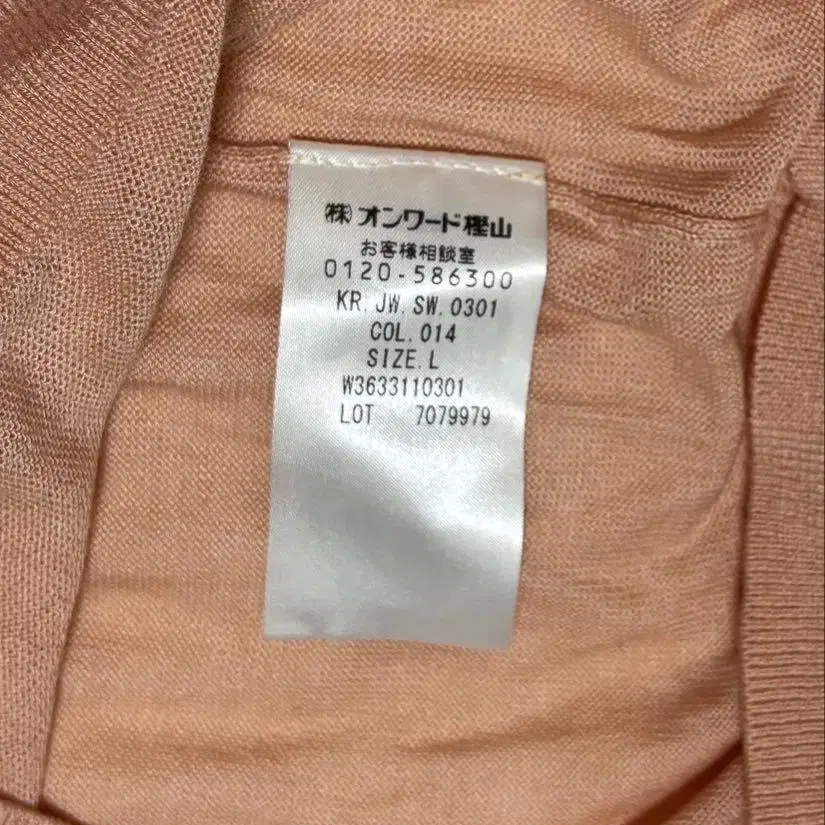 ㈱オンワード樫山
お客様相談室
0120-586300
KR.JW.SW.0301
COL.014
SIZE.L
W3633110301
LOT 7079979